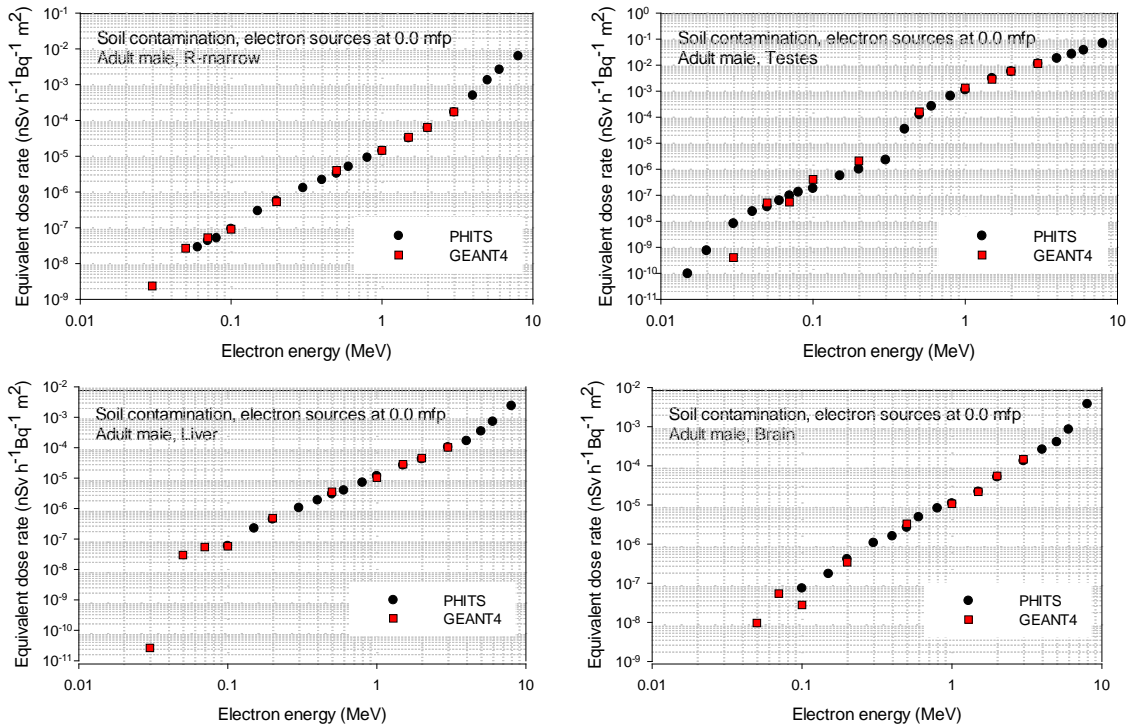 Soil contamination, electron sources at 0.0 mfp
Adult male, R-marrow
Equivalent dose rate (nSv h⁻¹Bq⁻¹ m²)
10⁻¹
10⁻²
10⁻³
10⁻⁴
10⁻⁵
10⁻⁶
10⁻⁷
10⁻⁸
10⁻⁹
PHITS
GEANT4
0.01 0.1 1 10
Electron energy (MeV)
Soil contamination, electron sources at 0.0 mfp
Adult male, Testes
Equivalent dose rate (nSv h⁻¹Bq⁻¹ m²)
10⁰
10⁻¹
10⁻²
10⁻³
10⁻⁴
10⁻⁵
10⁻⁶
10⁻⁷
10⁻⁸
10⁻⁹
10⁻¹⁰
10⁻¹¹
PHITS
GEANT4
0.01 0.1 1 10
Electron energy (MeV)
Soil contamination, electron sources at 0.0 mfp
Adult male, Liver
Equivalent dose rate (nSv h⁻¹Bq⁻¹ m²)
10⁻²
10⁻³
10⁻⁴
10⁻⁵
10⁻⁶
10⁻⁷
10⁻⁸
10⁻⁹
10⁻¹⁰
10⁻¹¹
PHITS
GEANT4
0.01 0.1 1 10
Electron energy (MeV)
Soil contamination, electron sources at 0.0 mfp
Adult male, Brain
Equivalent dose rate (nSv h⁻¹Bq⁻¹ m²)
10⁻²
10⁻³
10⁻⁴
10⁻⁵
10⁻⁶
10⁻⁷
10⁻⁸
10⁻⁹
PHITS
GEANT4
0.01 0.1 1 10
Electron energy (MeV)